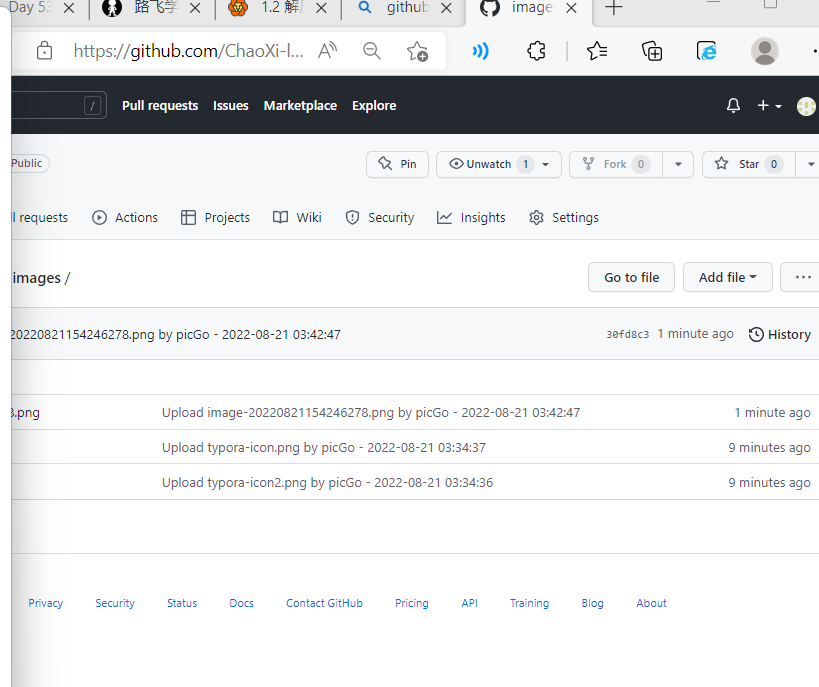 Day 53 路飞学 1.2 解 github image
https://github.com/ChaoXi-l... A
/ Pull requests Issues Marketplace Explore
Public Pin Unwatch 1 Fork 0 Star 0
ll requests Actions Projects Wiki Security Insights Settings
images / Go to file Add file ...
20220821154246278.png by picGo - 2022-08-21 03:42:47 30fd8c3 1 minute ago History
8.png Upload image-20220821154246278.png by picGo - 2022-08-21 03:42:47 1 minute ago
Upload typora-icon.png by picGo - 2022-08-21 03:34:37 9 minutes ago
Upload typora-icon2.png by picGo - 2022-08-21 03:34:36 9 minutes ago
Privacy Security Status Docs Contact GitHub Pricing API Training Blog About